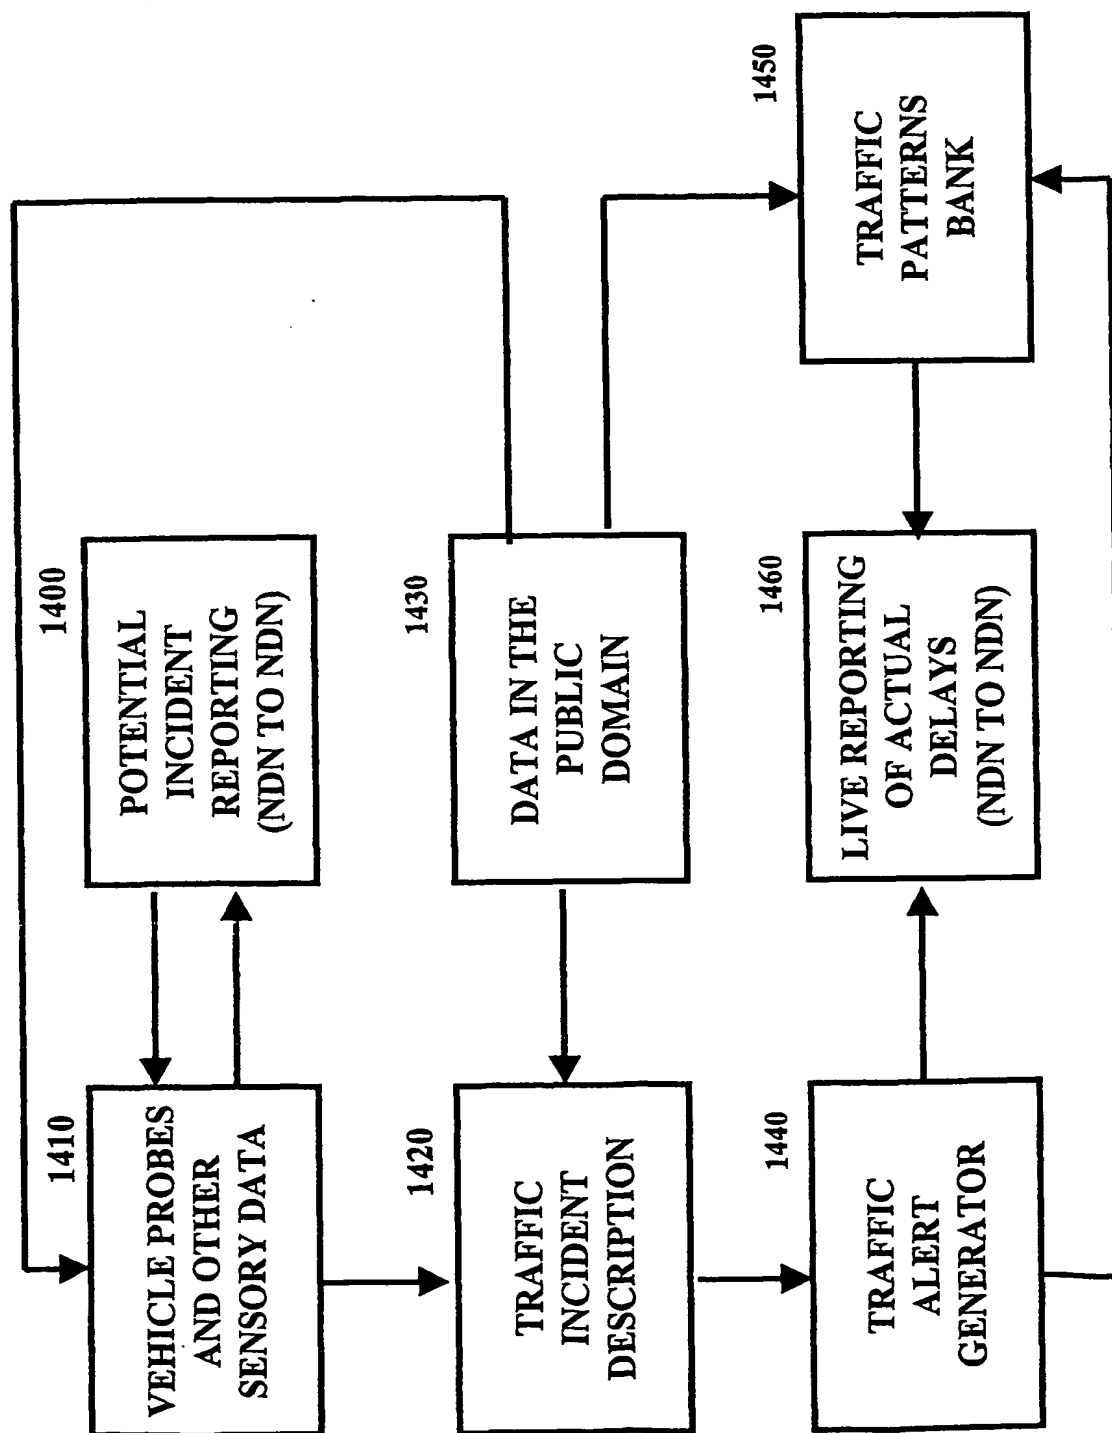 1410
VEHICLE PROBES
AND OTHER
SENSORY DATA
1400
POTENTIAL
INCIDENT
REPORTING
(NDN TO NDN)
1420
TRAFFIC
INCIDENT
DESCRIPTION
1430
DATA IN THE
PUBLIC
DOMAIN
1440
TRAFFIC
ALERT
GENERATOR
1460
LIVE REPORTING
OF ACTUAL
DELAYS
(NDN TO NDN)
1450
TRAFFIC
PATTERNS
BANK